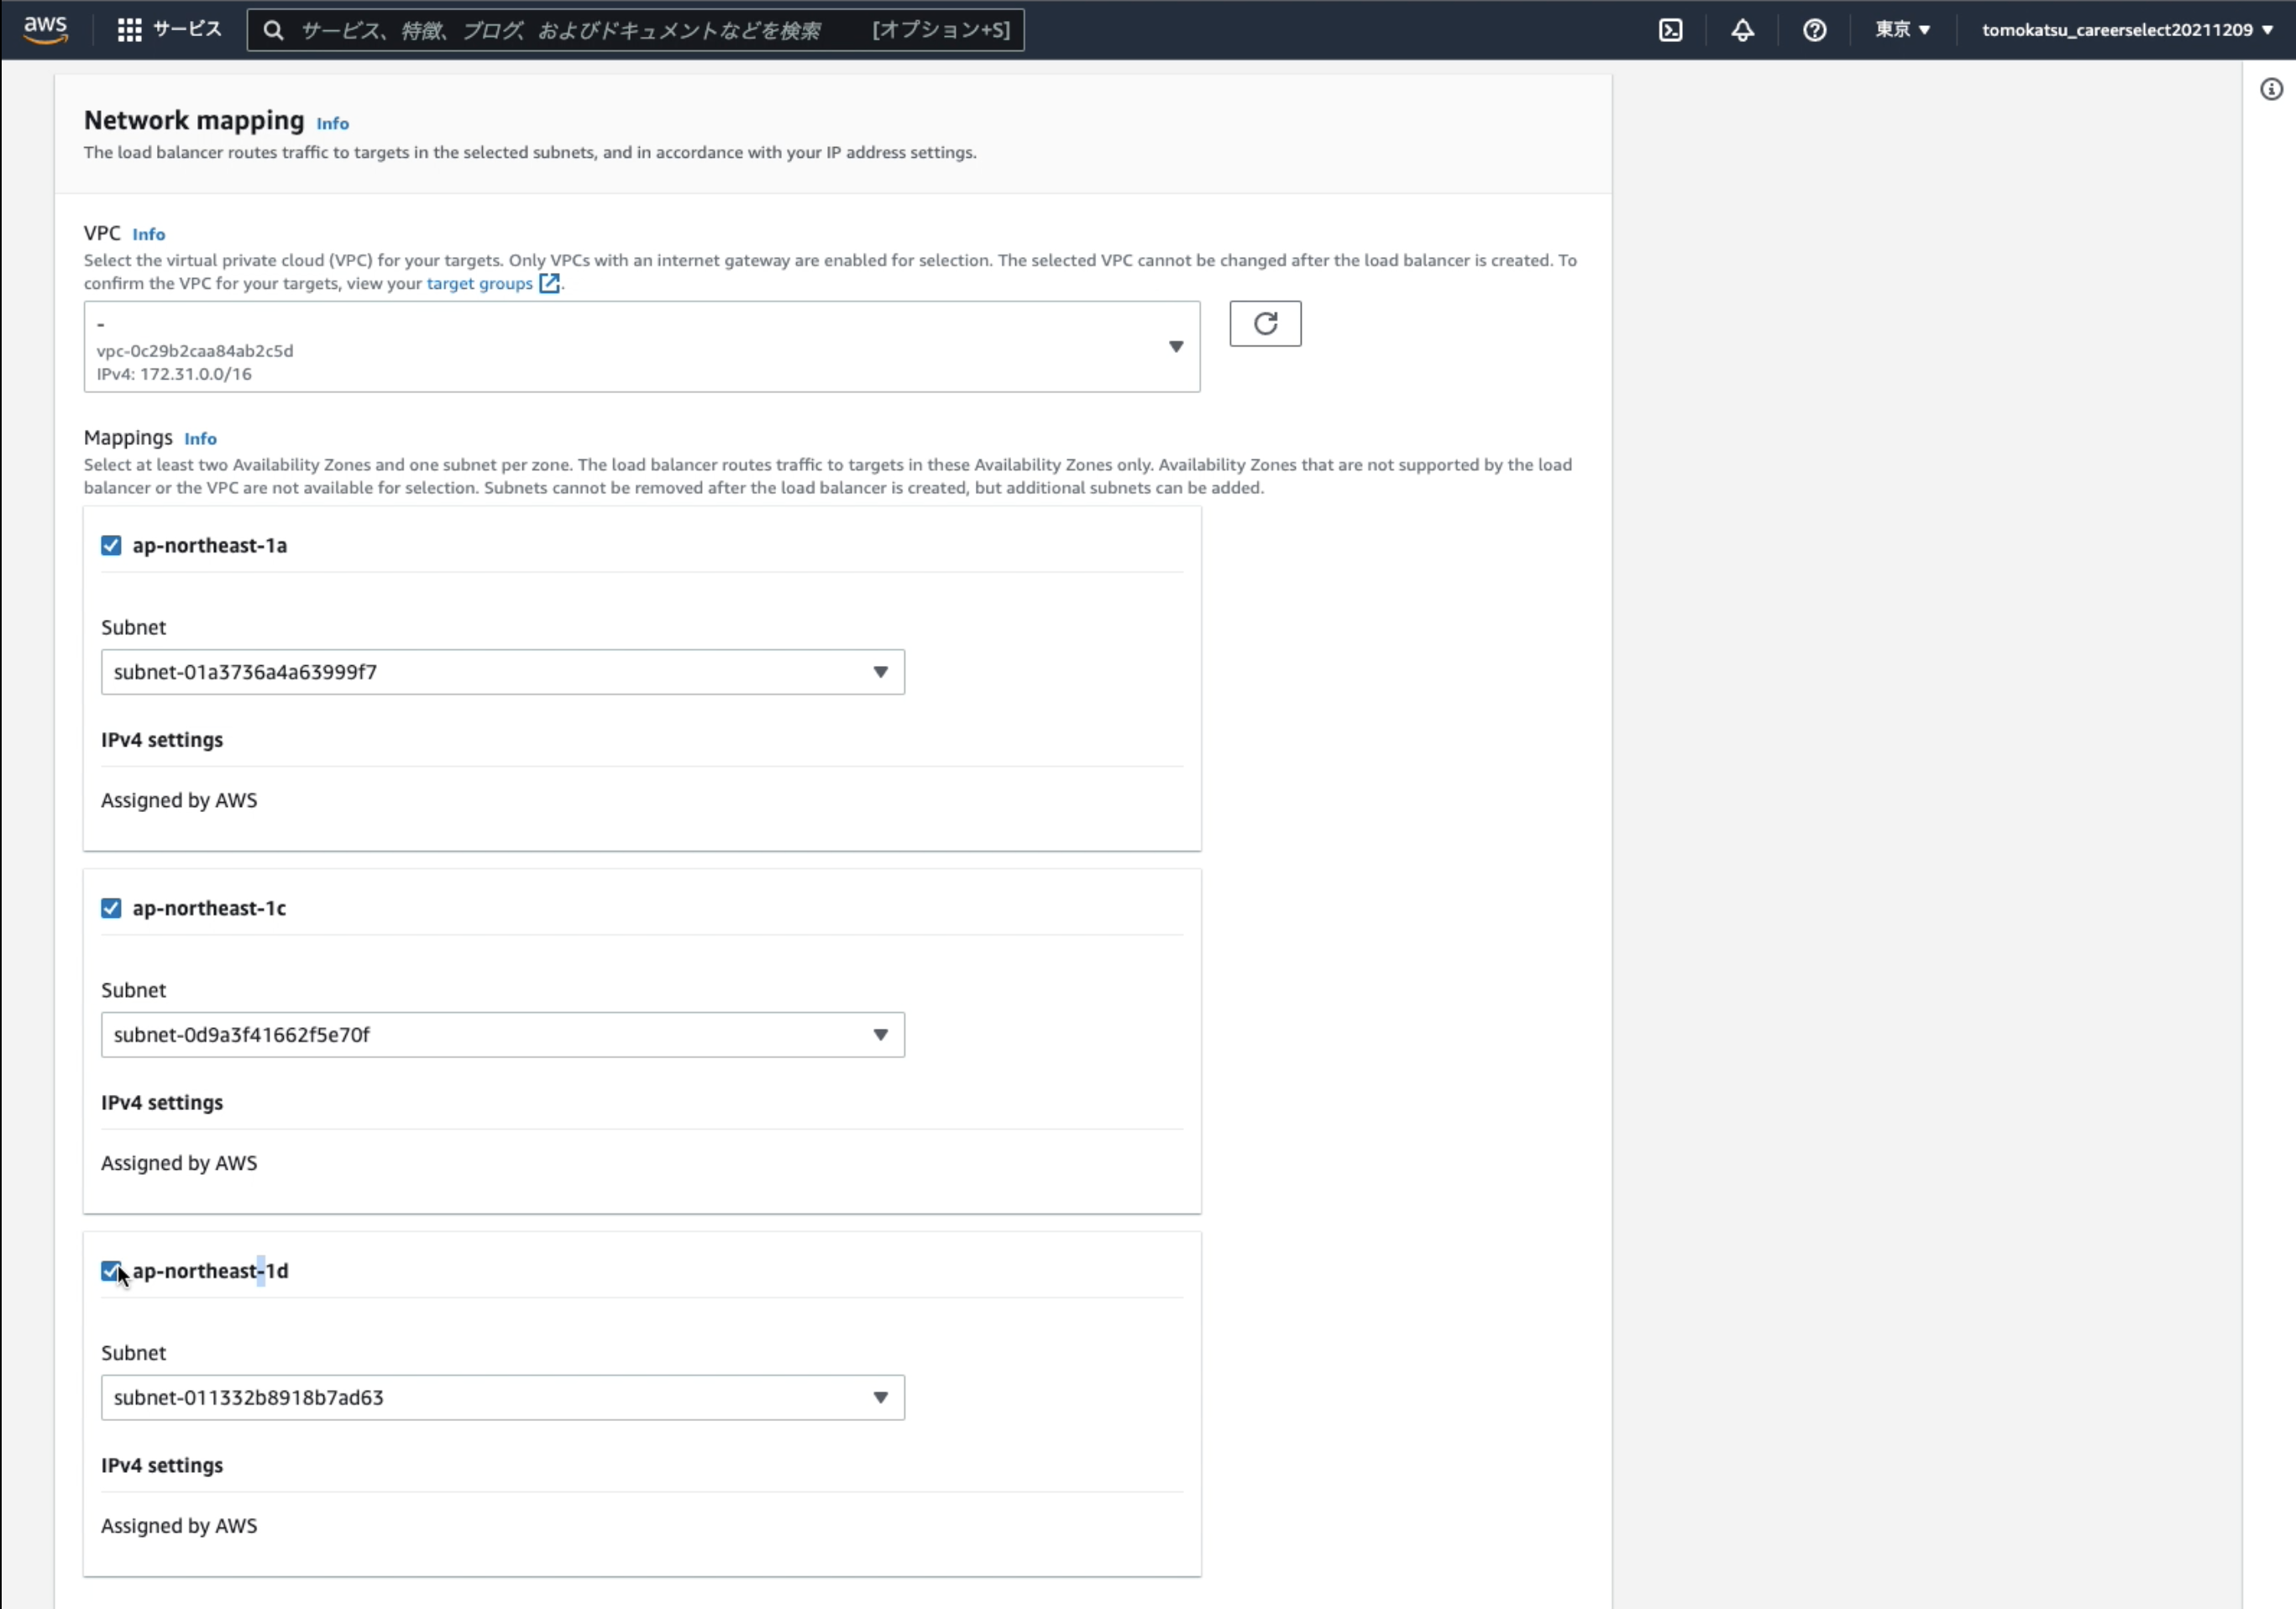 aws サービス サービス、特徴、ブログ、およびドキュメントなどを検索 [オプション+S] 東京 ▼ tomokatsu_careerselect20211209 ▼
Network mapping Info
The load balancer routes traffic to targets in the selected subnets, and in accordance with your IP address settings.
VPC Info
Select the virtual private cloud (VPC) for your targets. Only VPCs with an internet gateway are enabled for selection. The selected VPC cannot be changed after the load balancer is created. To
confirm the VPC for your targets, view your target groups.
-
vpc-0c29b2caa84ab2c5d
IPv4: 172.31.0.0/16
Mappings Info
Select at least two Availability Zones and one subnet per zone. The load balancer routes traffic to targets in these Availability Zones only. Availability Zones that are not supported by the load
balancer or the VPC are not available for selection. Subnets cannot be removed after the load balancer is created, but additional subnets can be added.
ap-northeast-1a
Subnet
subnet-01a3736a4a63999f7
IPv4 settings
Assigned by AWS
ap-northeast-1c
Subnet
subnet-0d9a3f41662f5e70f
IPv4 settings
Assigned by AWS
ap-northeast-1d
Subnet
subnet-011332b8918b7ad63
IPv4 settings
Assigned by AWS